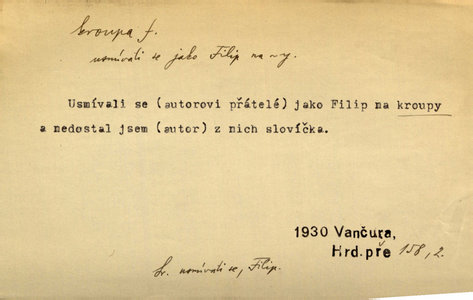 kroupa f.
usmívati se jako Filip na ~y.
Usmívali se (autorovi přátelé) jako Filip na kroupy
a nedostal jsem (autor) z nich slovíčka.
1930 Vančura,
Hrd.pře 158, 2.
usmívati se, Filip.